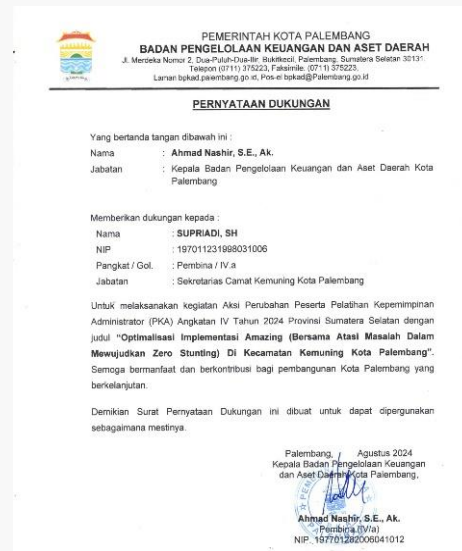 PEMERINTAH KOTA PALEMBANG
BADAN PENGELOLAAN KEUANGAN DAN ASET DAERAH
Jl. Merdeka Nomor 2, Dua-Puluh-Dua-Ilir, Bukitkecil, Palembang, Sumatera Selatan 30131
Telepon (0711) 375223, Faksimile: (0711) 375223,
Laman bpkad.palembang.go.id, Pos-el bpkad@Palembang.go.id
PERNYATAAN DUKUNGAN
Yang bertanda tangan dibawah ini :
Nama : Ahmad Nashir, S.E., Ak.
Jabatan : Kepala Badan Pengelolaan Keuangan dan Aset Daerah Kota
Palembang
Memberikan dukungan kepada :
Nama : SUPRIADI, SH
NIP : 197011231998031006
Pangkat / Gol. : Pembina / IV.a
Jabatan : Sekretarias Camat Kemuning Kota Palembang
Untuk melaksanakan kegiatan Aksi Perubahan Peserta Pelatihan Kepemimpinan
Administrator (PKA) Angkatan IV Tahun 2024 Provinsi Sumatera Selatan dengan
judul "Optimalisasi Implementasi Amazing (Bersama Atasi Masalah Dalam
Mewujudkan Zero Stunting) Di Kecamatan Kemuning Kota Palembang".
Semoga bermanfaat dan berkontribusi bagi pembangunan Kota Palembang yang
berkelanjutan.
Demikian Surat Pernyataan Dukungan ini dibuat untuk dapat dipergunakan
sebagaimana mestinya.
Palembang, Agustus 2024
Kepala Badan Pengelolaan Keuangan
dan Aset Daerah Kota Palembang,
Ahmad Nashir, S.E., Ak.
Pembina (IV/a)
NIP. 197701282006041012